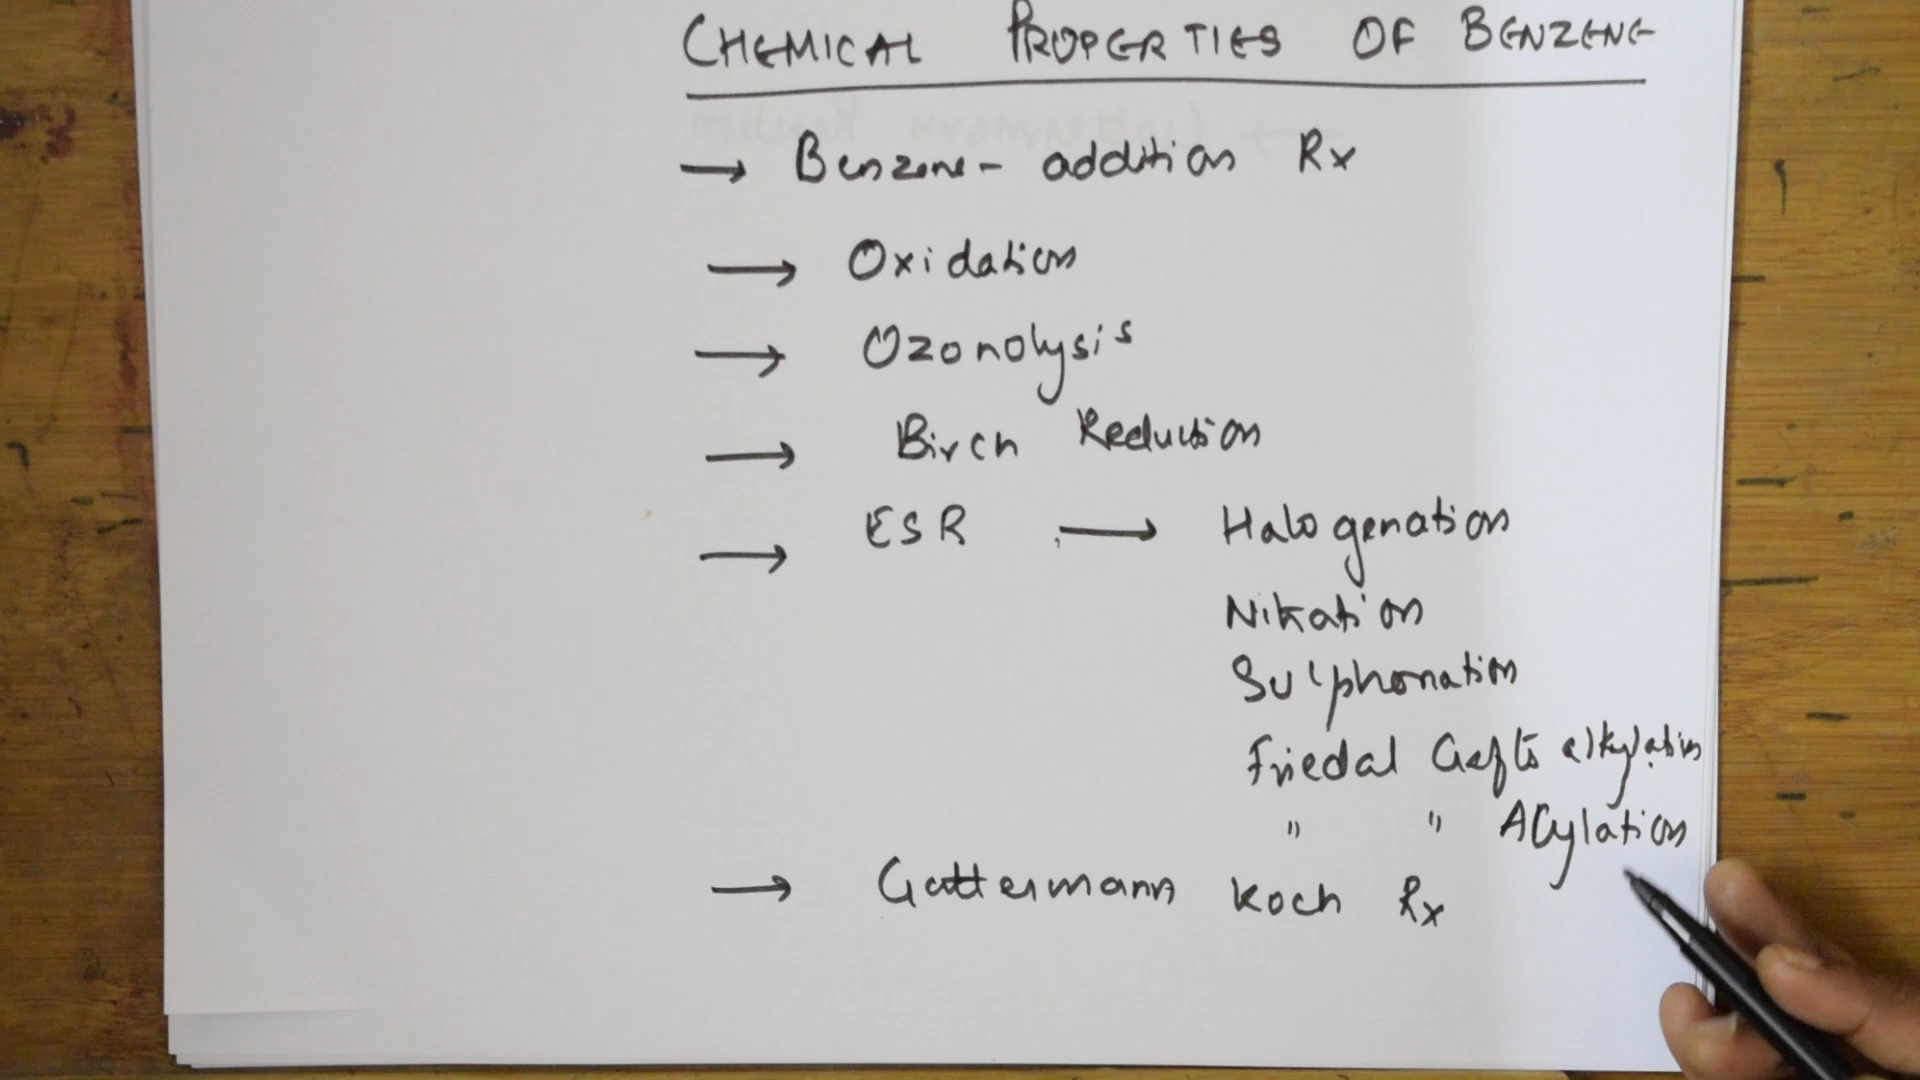 CHEMICAL PROPERTIES OF BENZENE
→ Benzene - addition Rx
→ Oxidation
→ Ozonolysis
→ Birch Reduction
→ ESR → Halogenation
Nitration
Sulphonation
Friedal Crafts alkylation
" " ACylation
→ Gattermann Koch Rx